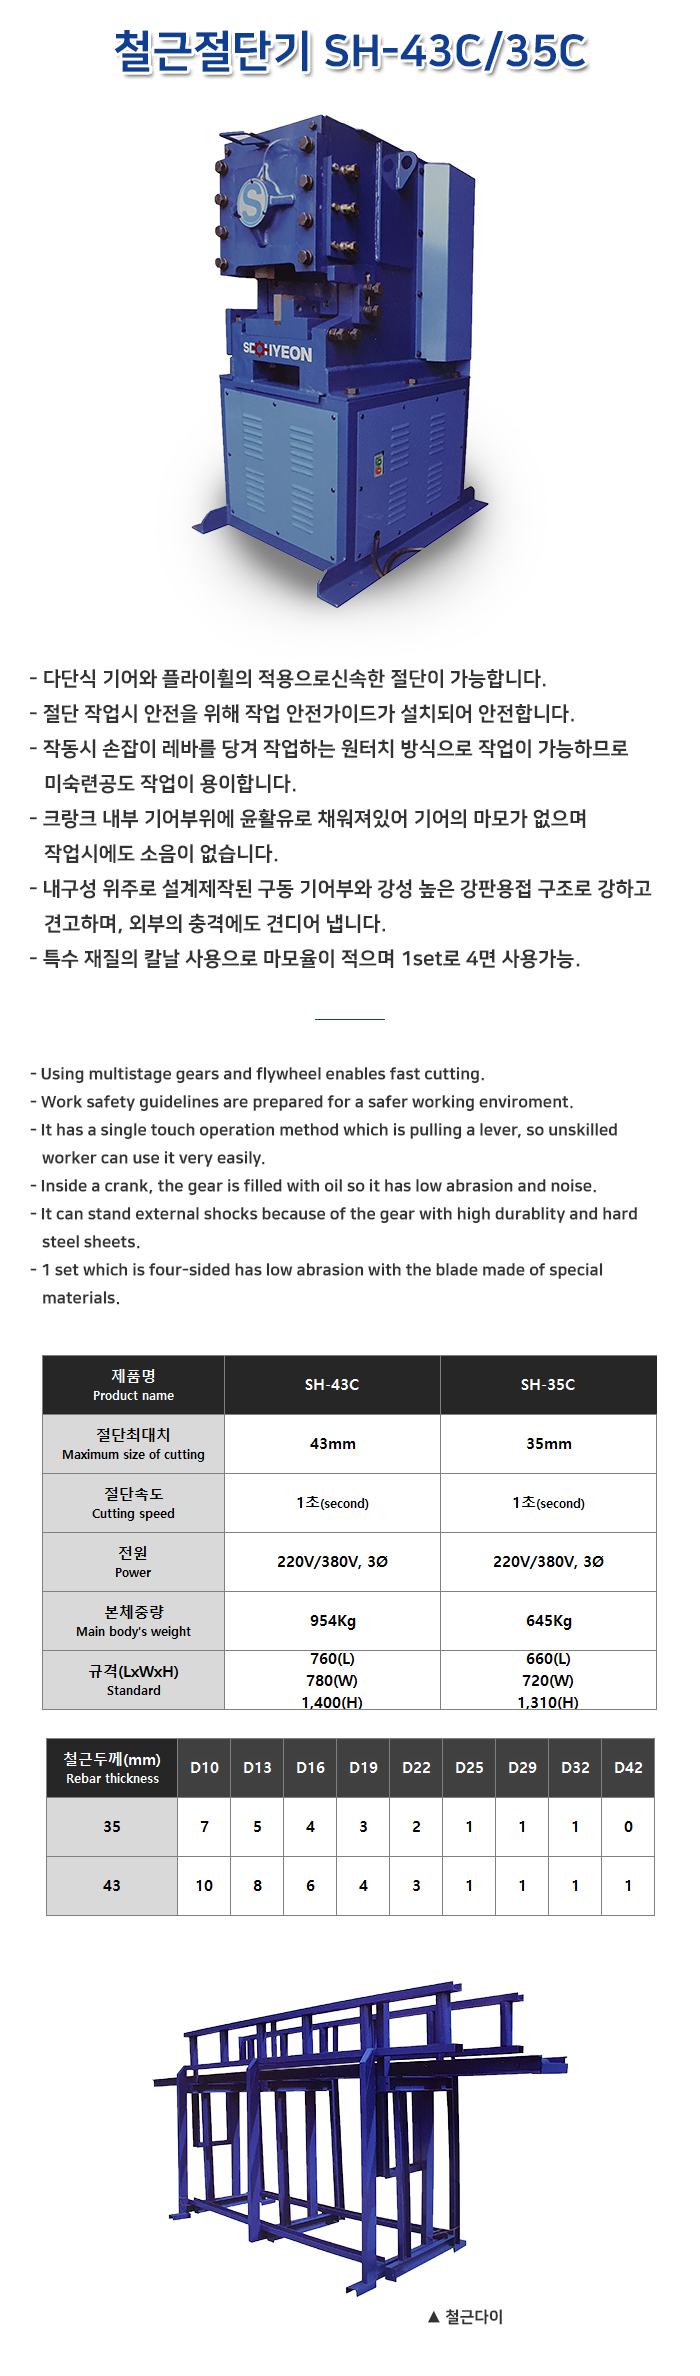 철근절단기 SH-43C/35C
S
SEOHYEON
- 다단식 기어와 플라이휠의 적용으로신속한 절단이 가능합니다.
- 절단 작업시 안전을 위해 작업 안전가이드가 설치되어 안전합니다.
- 작동시 손잡이 레바를 당겨 작업하는 원터치 방식으로 작업이 가능하므로
미숙련공도 작업이 용이합니다.
- 크랑크 내부 기어부위에 윤활유로 채워져있어 기어의 마모가 없으며
작업시에도 소음이 없습니다.
- 내구성 위주로 설계제작된 구동 기어부와 강성 높은 강판용접 구조로 강하고
견고하며, 외부의 충격에도 견디어 냅니다.
- 특수 재질의 칼날 사용으로 마모율이 적으며 1set로 4면 사용가능.
- Using multistage gears and flywheel enables fast cutting.
- Work safety guidelines are prepared for a safer working enviroment.
- It has a single touch operation method which is pulling a lever, so unskilled
worker can use it very easily.
- Inside a crank, the gear is filled with oil so it has low abrasion and noise.
- It can stand external shocks because of the gear with high durablity and hard
steel sheets.
- 1 set which is four-sided has low abrasion with the blade made of special
materials.
제품명 SH-43C SH-35C
Product name
절단최대치 43mm 35mm
Maximum size of cutting
절단속도 1초(second) 1초(second)
Cutting speed
전원 220V/380V, 3Ø 220V/380V, 3Ø
Power
본체중량 954Kg 645Kg
Main body's weight
규격(LxWxH) 760(L) 660(L)
Standard 780(W) 720(W)
1,400(H) 1,310(H)
철근두께(mm) D10 D13 D16 D19 D22 D25 D29 D32 D42
Rebar thickness
35 7 5 4 3 2 1 1 1 0
43 10 8 6 4 3 1 1 1 1
▲ 철근다이